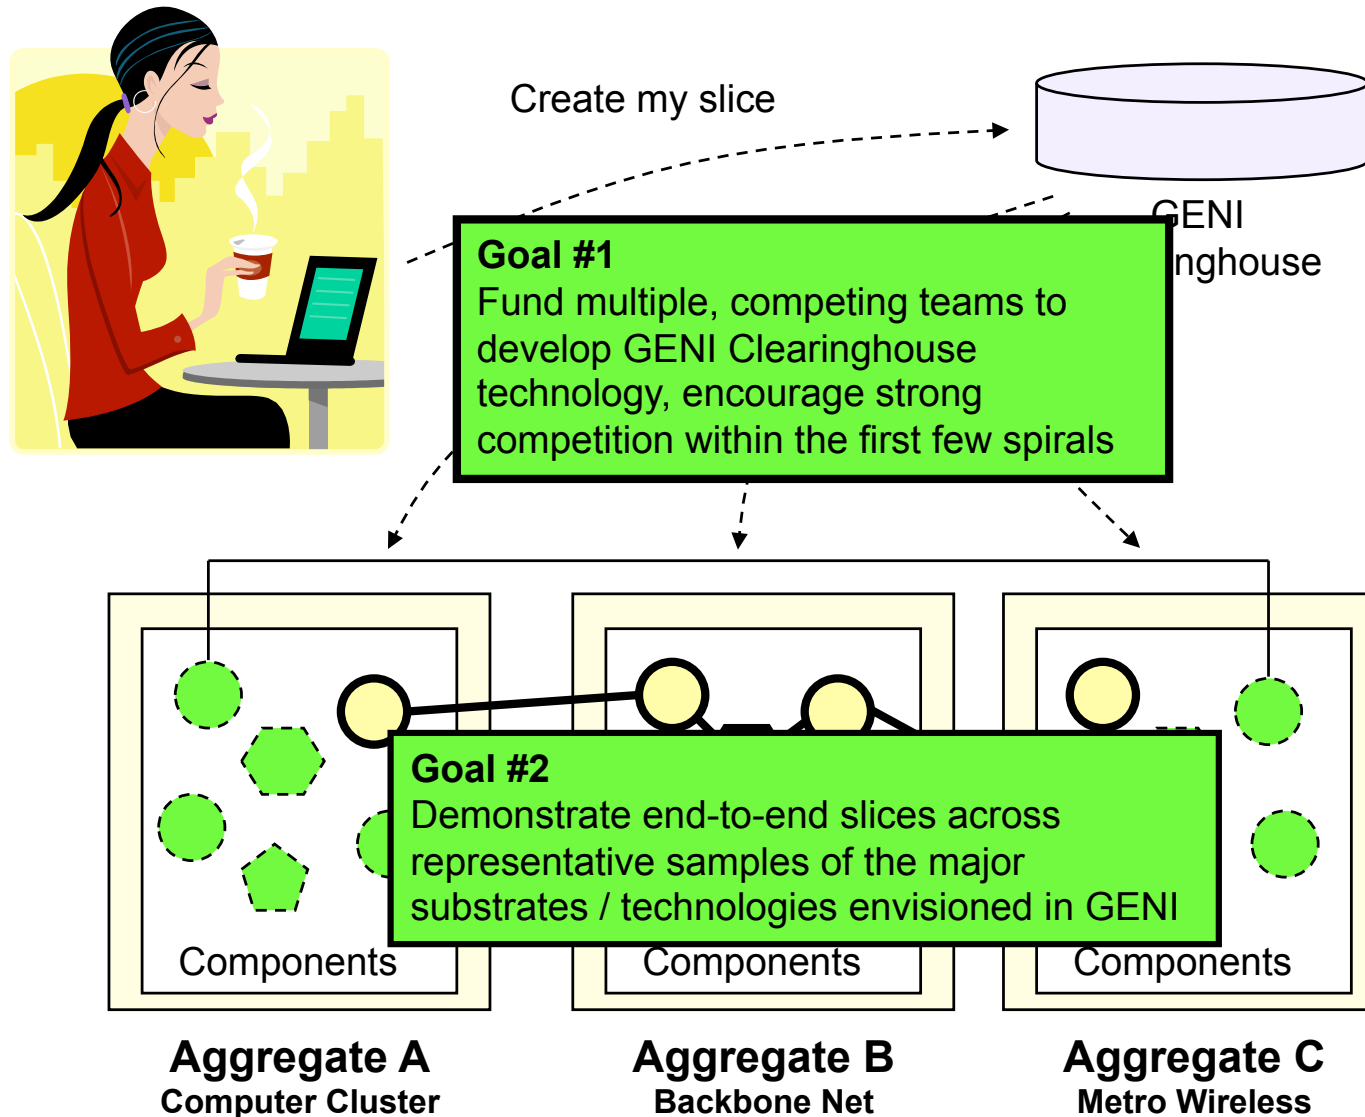 Create my slice
GENI
nghouse
Goal #1
Fund multiple, competing teams to
develop GENI Clearinghouse
technology, encourage strong
competition within the first few spirals
Goal #2
Demonstrate end-to-end slices across
representative samples of the major
substrates / technologies envisioned in GENI
Components
Components
Components
Aggregate A
Computer Cluster
Aggregate B
Backbone Net
Aggregate C
Metro Wireless